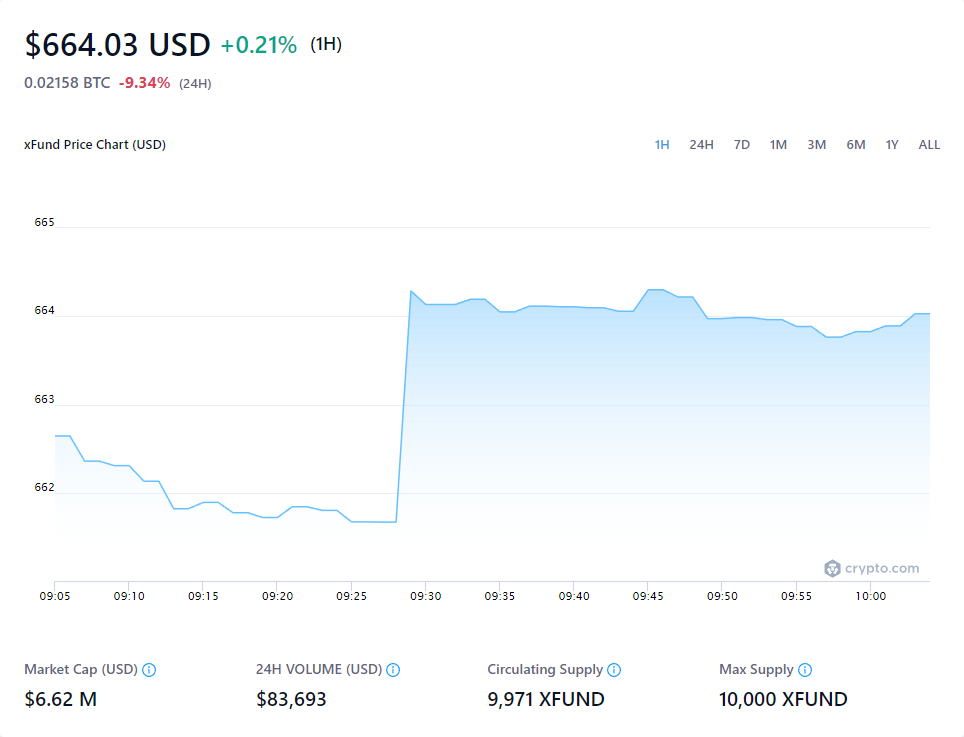 $664.03 USD +0.21% (1H)
0.02158 BTC -9.34% (24H)
xFund Price Chart (USD) 1H 24H 7D 1M 3M 6M 1Y ALL
665
664
663
662
crypto.com
09:05 09:10 09:15 09:20 09:25 09:30 09:35 09:40 09:45 09:50 09:55 10:00
Market Cap (USD) 24H VOLUME (USD) Circulating Supply Max Supply
$6.62 M $83,693 9,971 XFUND 10,000 XFUND